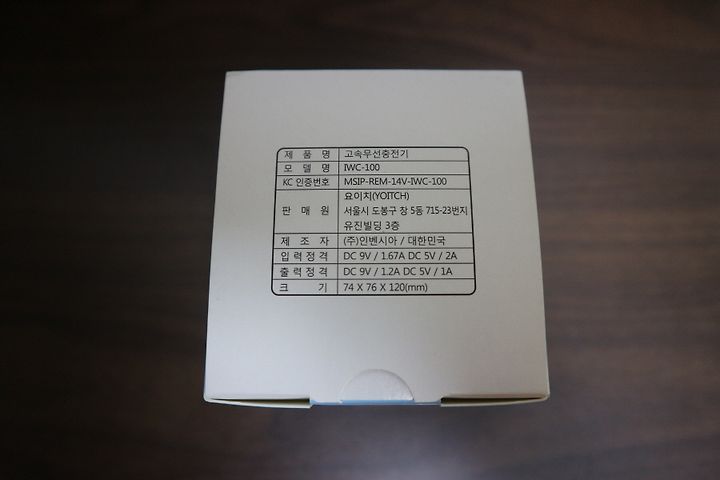 제 품 명 고속무선충전기
모 델 명 IWC-100
KC 인증번호 MSIP-REM-14V-IWC-100
판 매 원 요이치(YOITCH)
서울시 도봉구 창 5동 715-23번지
유진빌딩 3층
제 조 자 (주)인벤시아 / 대한민국
입 력 정 격 DC 9V / 1.67A DC 5V / 2A
출 력 정 격 DC 9V / 1.2A DC 5V / 1A
크 기 74 X 76 X 120(mm)